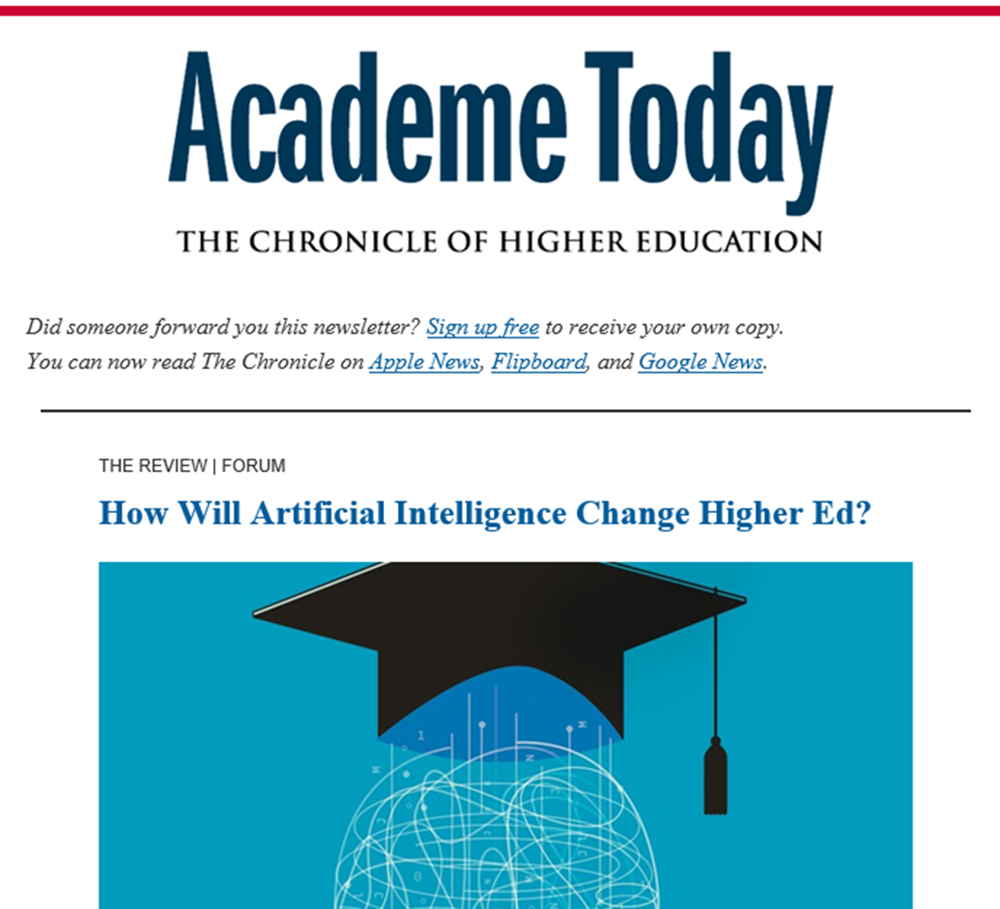 Academe Today
THE CHRONICLE OF HIGHER EDUCATION
Did someone forward you this newsletter? Sign up free to receive your own copy.
You can now read The Chronicle on Apple News, Flipboard, and Google News.
THE REVIEW | FORUM
How Will Artificial Intelligence Change Higher Ed?